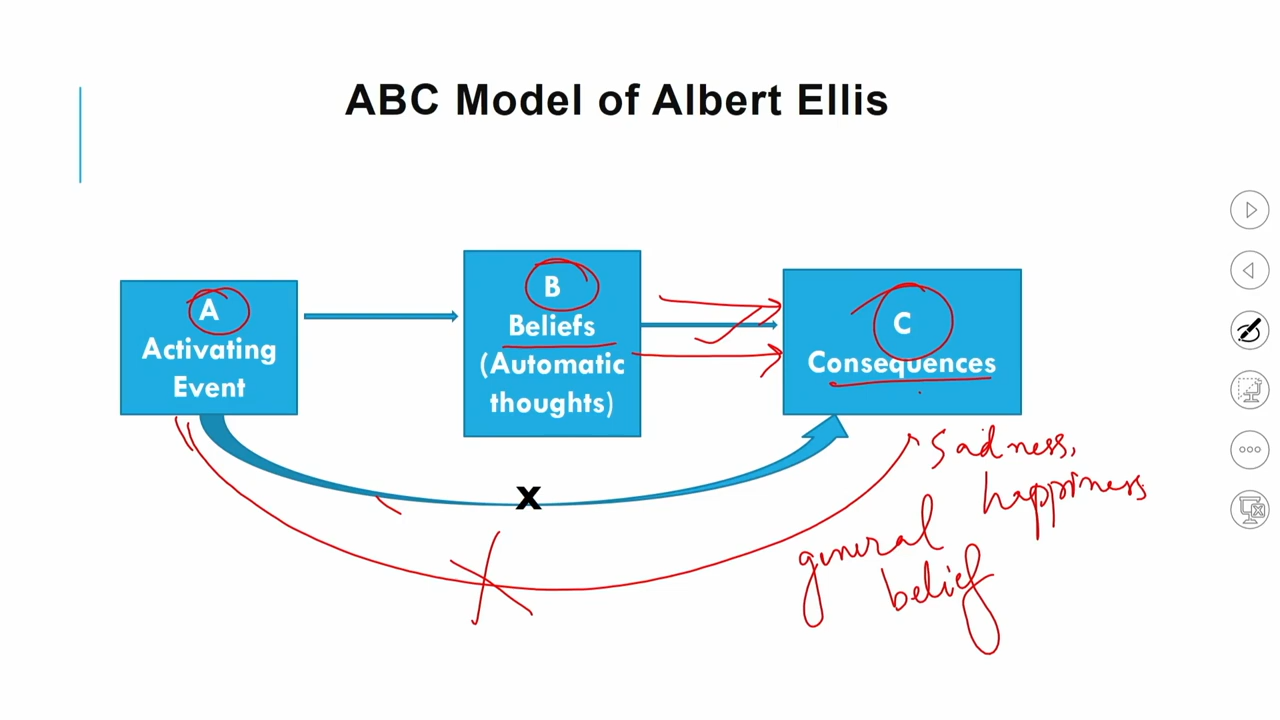 ABC Model of Albert Ellis
A
Activating
Event
B
Beliefs
(Automatic
thoughts)
C
Consequences
x
sadness,
happiness
general
belief